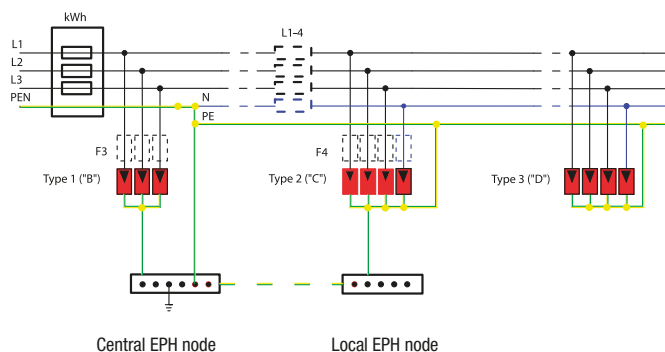 kWh
L1
L1-4
L2
L3
PEN
N
PE
F3
F4
Type 1 ("B")
Type 2 ("C")
Type 3 ("D")
Central EPH node
Local EPH node